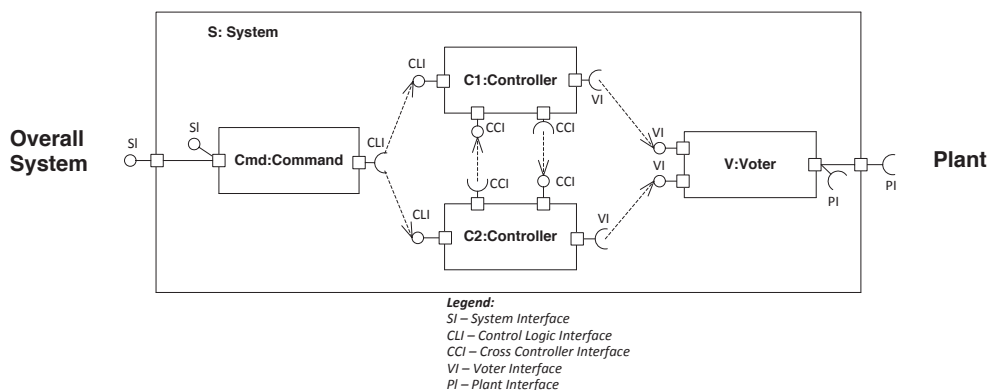 S: System
Overall
System
SI
SI
Cmd:Command
CLI
CLI
CLI
C1:Controller
CCI
CCI
CCI
CCI
C2:Controller
VI
VI
VI
VI
V:Voter
PI
PI
Plant
Legend:
SI – System Interface
CLI – Control Logic Interface
CCI – Cross Controller Interface
VI – Voter Interface
PI – Plant Interface